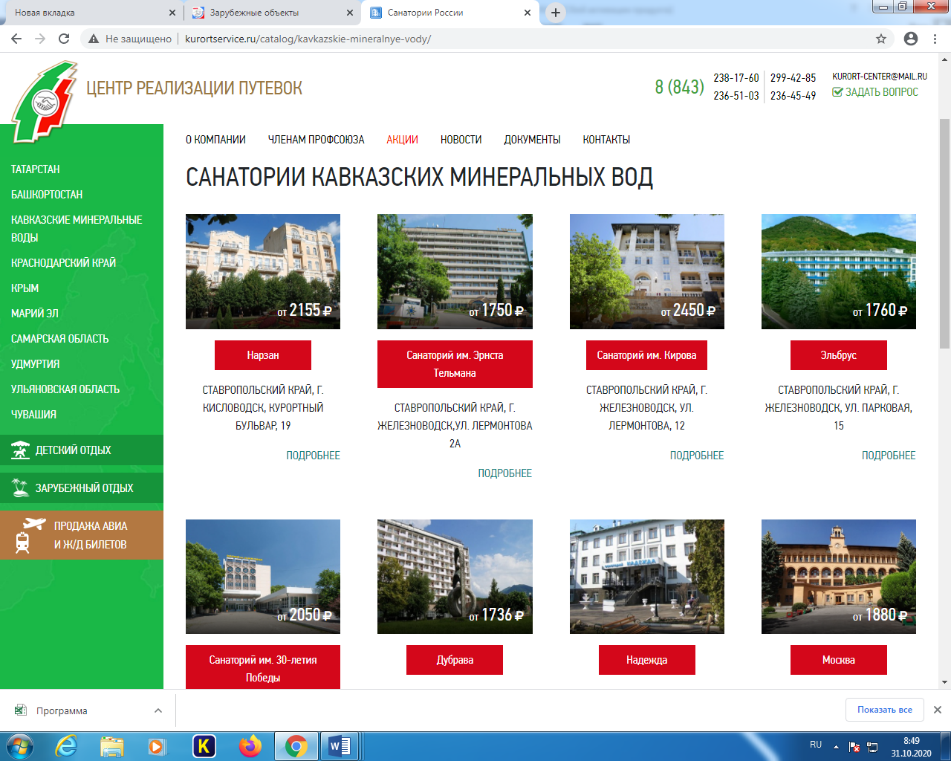 Новая вкладка
Зарубежные объекты
Санатории России
Не защищено
kurortservice.ru/catalog/kavkazskie-mineralnye-vody/
ЦЕНТР РЕАЛИЗАЦИИ ПУТЕВОК
8 (843)
238-17-60
299-42-85
236-51-03
236-45-49
KURORT-CENTER@MAIL.RU
ЗАДАТЬ ВОПРОС
О КОМПАНИИ
ЧЛЕНАМ ПРОФСОЮЗА
АКЦИИ
НОВОСТИ
ДОКУМЕНТЫ
КОНТАКТЫ
ТАТАРСТАН
БАШКОРТОСТАН
КАВКАЗСКИЕ МИНЕРАЛЬНЫЕ
ВОДЫ
КРАСНОДАРСКИЙ КРАЙ
КРЫМ
МАРИЙ ЭЛ
САМАРСКАЯ ОБЛАСТЬ
УДМУРТИЯ
УЛЬЯНОВСКАЯ ОБЛАСТЬ
ЧУВАШИЯ
ДЕТСКИЙ ОТДЫХ
ЗАРУБЕЖНЫЙ ОТДЫХ
ПРОДАЖА АВИА
И Ж/Д БИЛЕТОВ
САНАТОРИИ КАВКАЗСКИХ МИНЕРАЛЬНЫХ ВОД
от 2155 ₽
Нарзан
СТАВРОПОЛЬСКИЙ КРАЙ, Г.
КИСЛОВОДСК, КУРОРТНЫЙ
БУЛЬВАР, 19
ПОДРОБНЕЕ
от 1750 ₽
Санаторий им. Эрнста
Тельмана
СТАВРОПОЛЬСКИЙ КРАЙ, Г.
ЖЕЛЕЗНОВОДСК,УЛ. ЛЕРМОНТОВА
2А
ПОДРОБНЕЕ
от 2450 ₽
Санаторий им. Кирова
СТАВРОПОЛЬСКИЙ КРАЙ, Г.
ЖЕЛЕЗНОВОДСК, УЛ.
ЛЕРМОНТОВА, 12
ПОДРОБНЕЕ
от 1760 ₽
Эльбрус
СТАВРОПОЛЬСКИЙ КРАЙ, Г.
ЖЕЛЕЗНОВОДСК, УЛ. ПАРКОВАЯ,
15
ПОДРОБНЕЕ
от 2050 ₽
Санаторий им. 30-летия
Победы
от 1736 ₽
Дубрава
Надежда
от 1880 ₽
Москва
Программа
Показать все
RU
8:49
31.10.2020